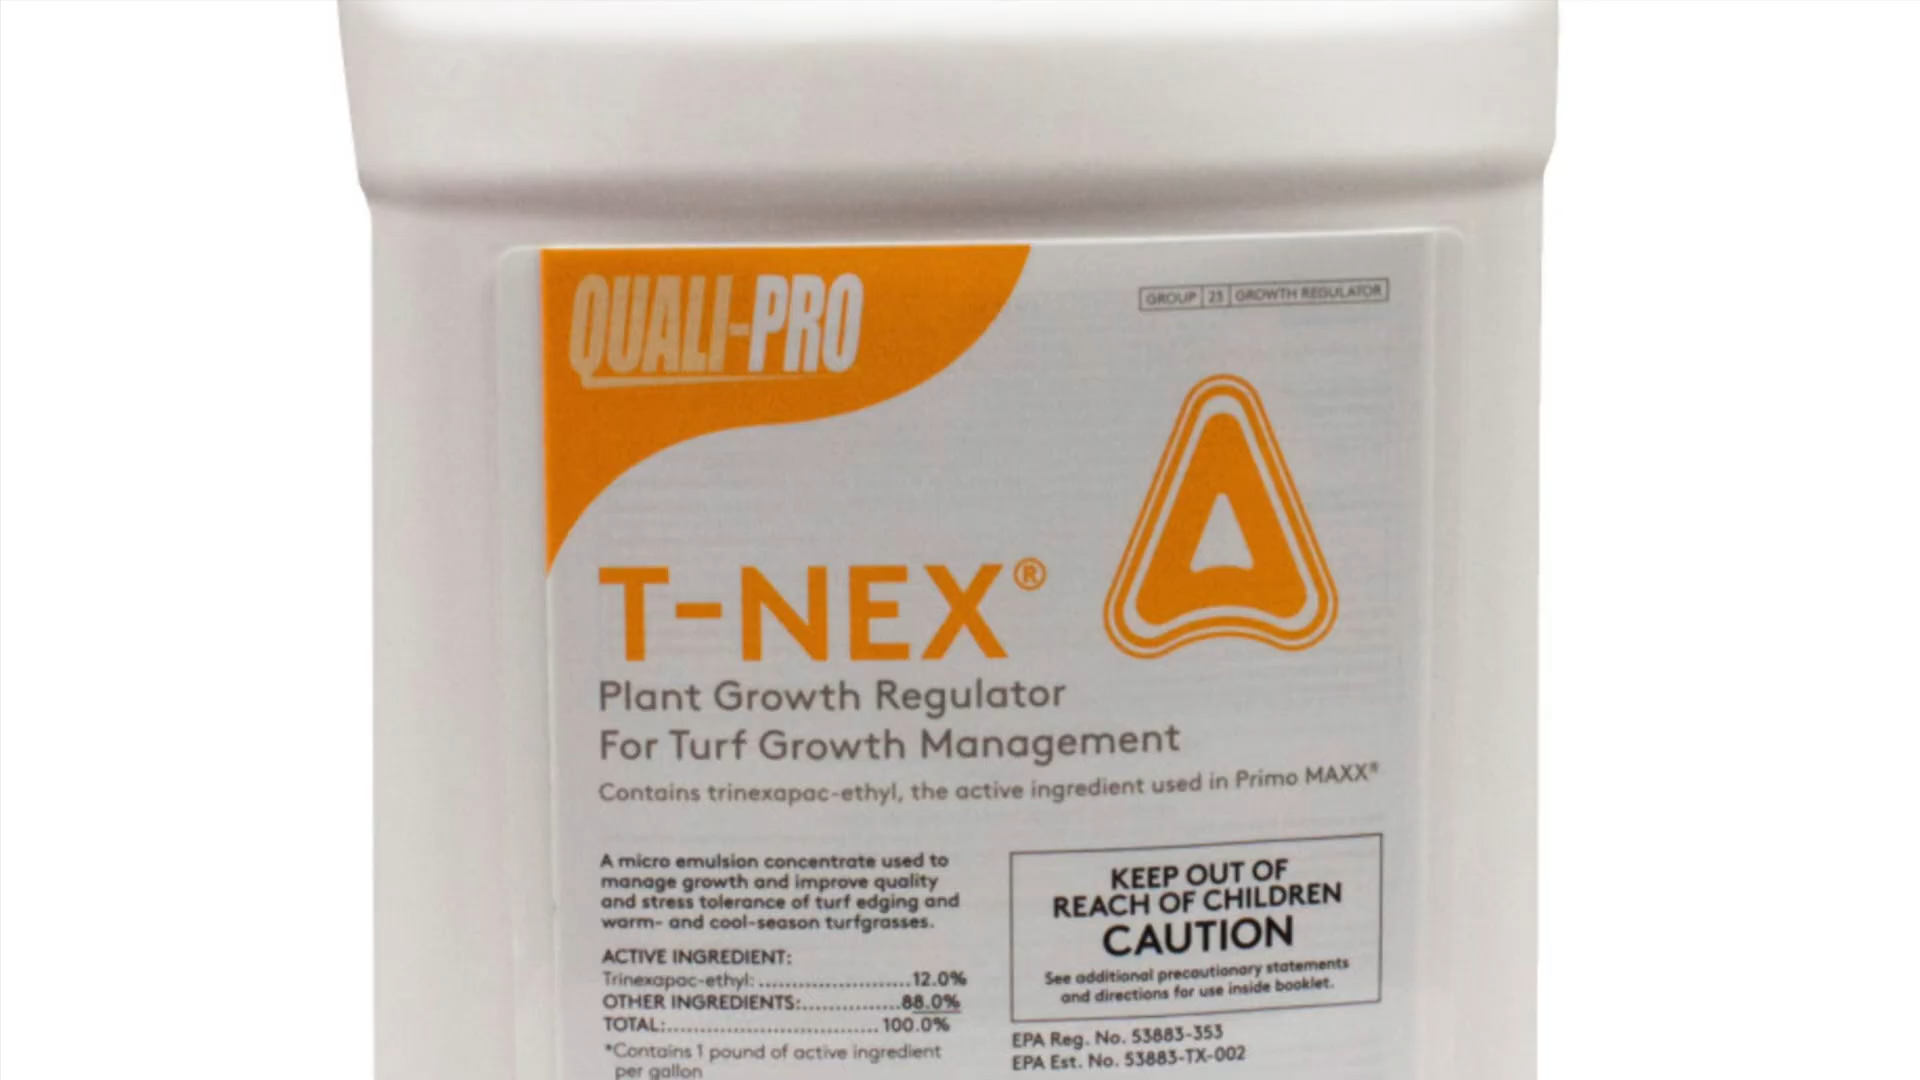 QUALI-PRO
GROUP 23 GROWTH REGULATOR
T-NEX®
Plant Growth Regulator
For Turf Growth Management
Contains trinexapac-ethyl, the active ingredient used in Primo MAXX®
A micro emulsion concentrate used to
manage growth and improve quality
and stress tolerance of turf edging and
warm- and cool-season turfgrasses.
ACTIVE INGREDIENT:
Trinexapac-ethyl: ........................ 12.0%
OTHER INGREDIENTS:............... 88.0%
TOTAL:.................................. 100.0%
*Contains 1 pound of active ingredient
per gallon
KEEP OUT OF
REACH OF CHILDREN
CAUTION
See additional precautionary statements
and directions for use inside booklet.
EPA Reg. No. 53883-353
EPA Est. No. 53883-TX-002